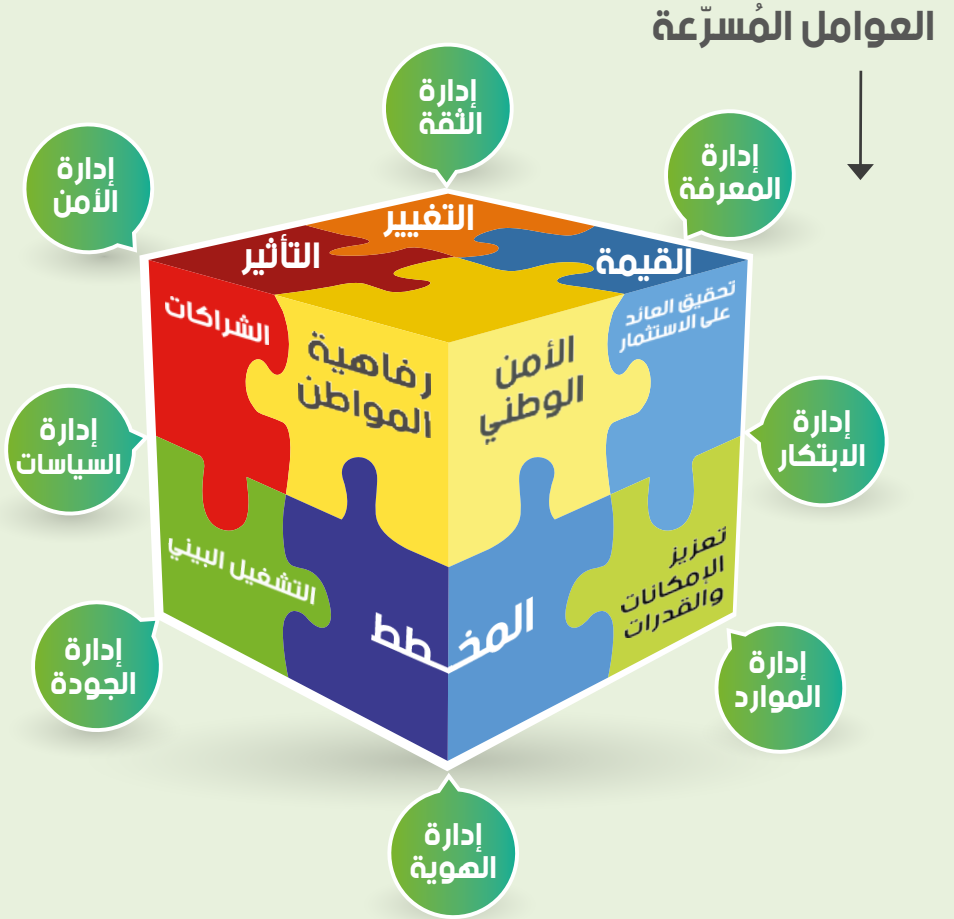 العوامل المُسرّعة
إدارة
الثقة
إدارة
المعرفة
إدارة
الأمن
التغيير
القيمة
التأثير
تحقيق العائد
على الاستثمار
الأمن
الوطني
رفاهية
المواطن
الشراكات
إدارة
الابتكار
إدارة
السياسات
تعزيز
الإمكانات
والقدرات
المخطط
التشغيل البيني
إدارة
الموارد
إدارة
الجودة
إدارة
الهوية